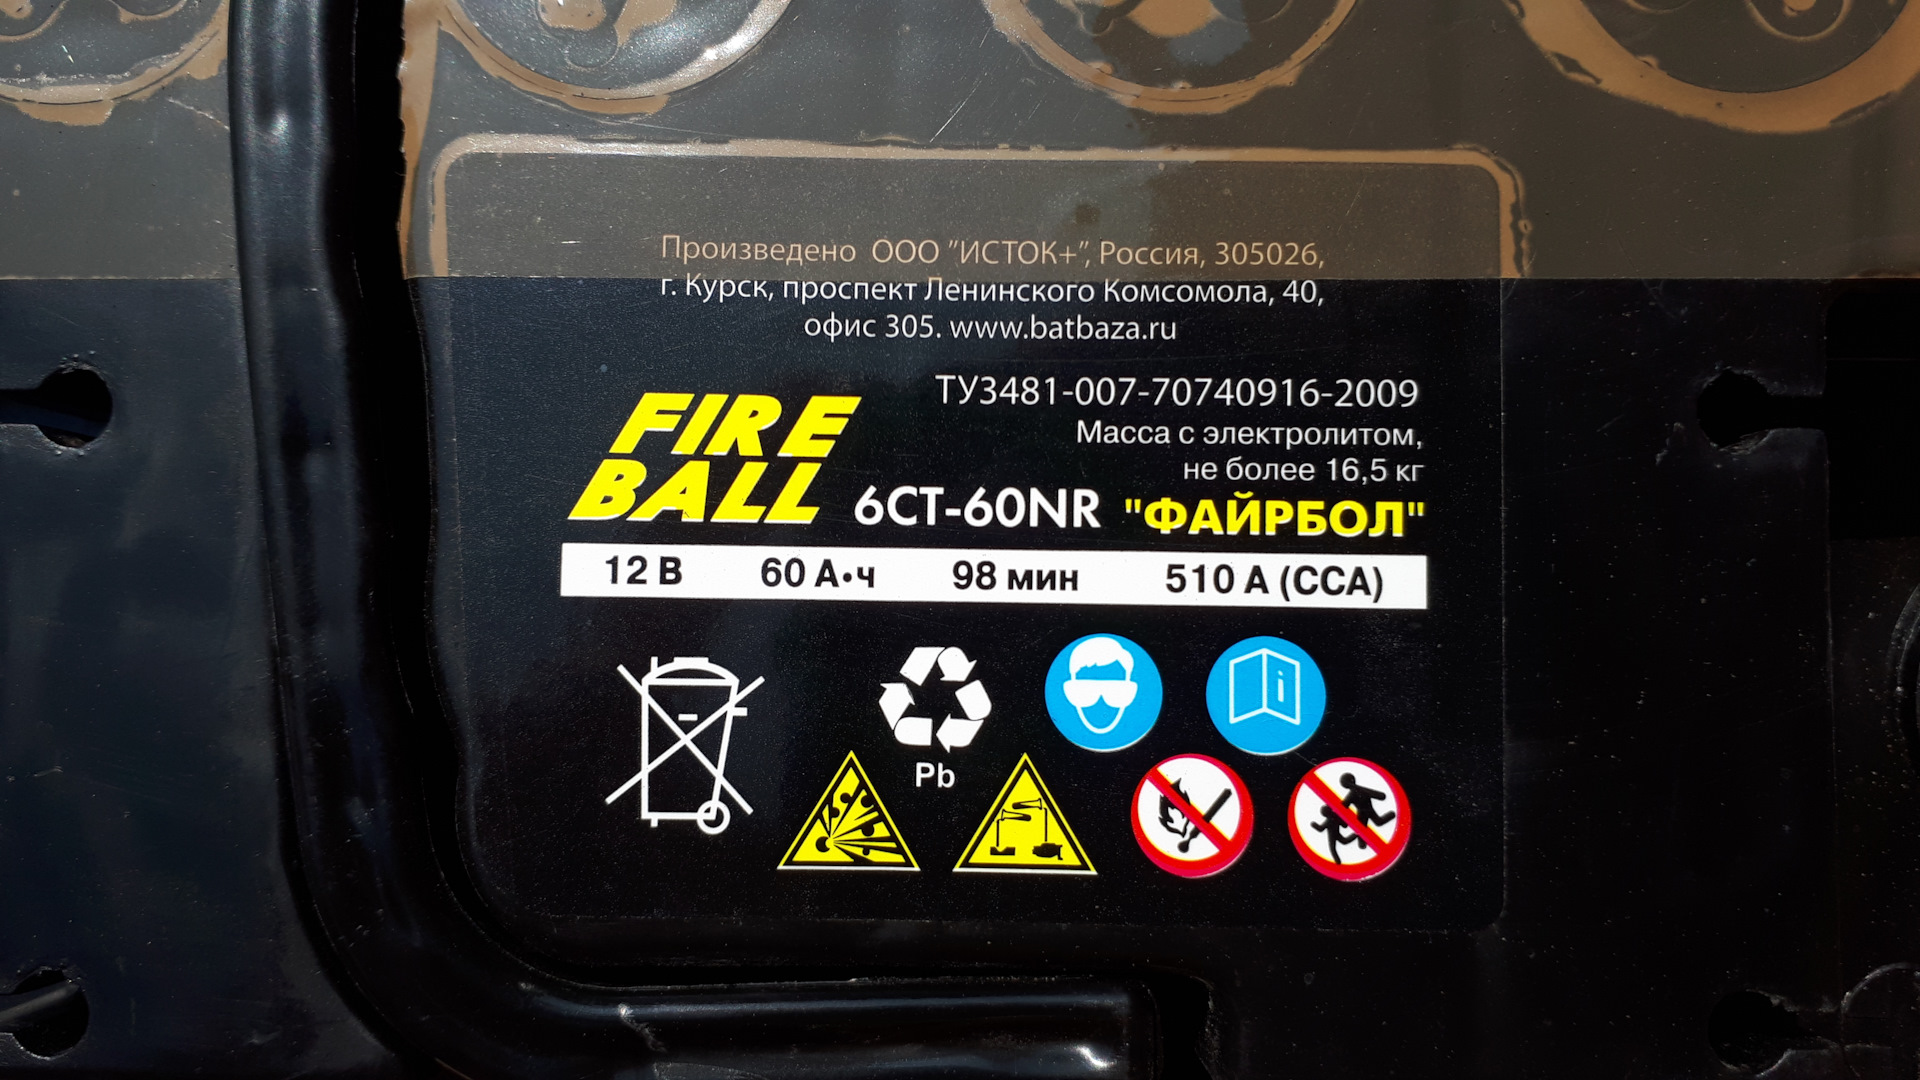 Произведено ООО "ИСТОК+", Россия, 305026,
г. Курск, проспект Ленинского Комсомола, 40,
офис 305. www.batbaza.ru
ТУ3481-007-70740916-2009
Масса с электролитом,
не более 16,5 кг
FIRE
BALL
6СТ-60NR "ФАЙРБОЛ"
12 В 60 А•ч 98 мин 510 А (ССА)
Pb